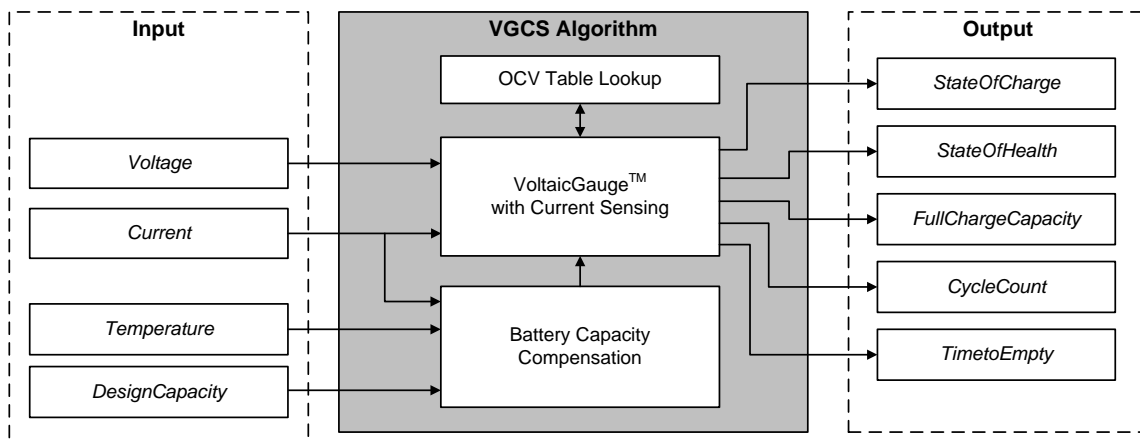 Input
VGCS Algorithm
Output
OCV Table Lookup
Voltage
Current
Temperature
DesignCapacity
VoltaicGauge™
with Current Sensing
Battery Capacity
Compensation
StateOfCharge
StateOfHealth
FullChargeCapacity
CycleCount
TimetoEmpty